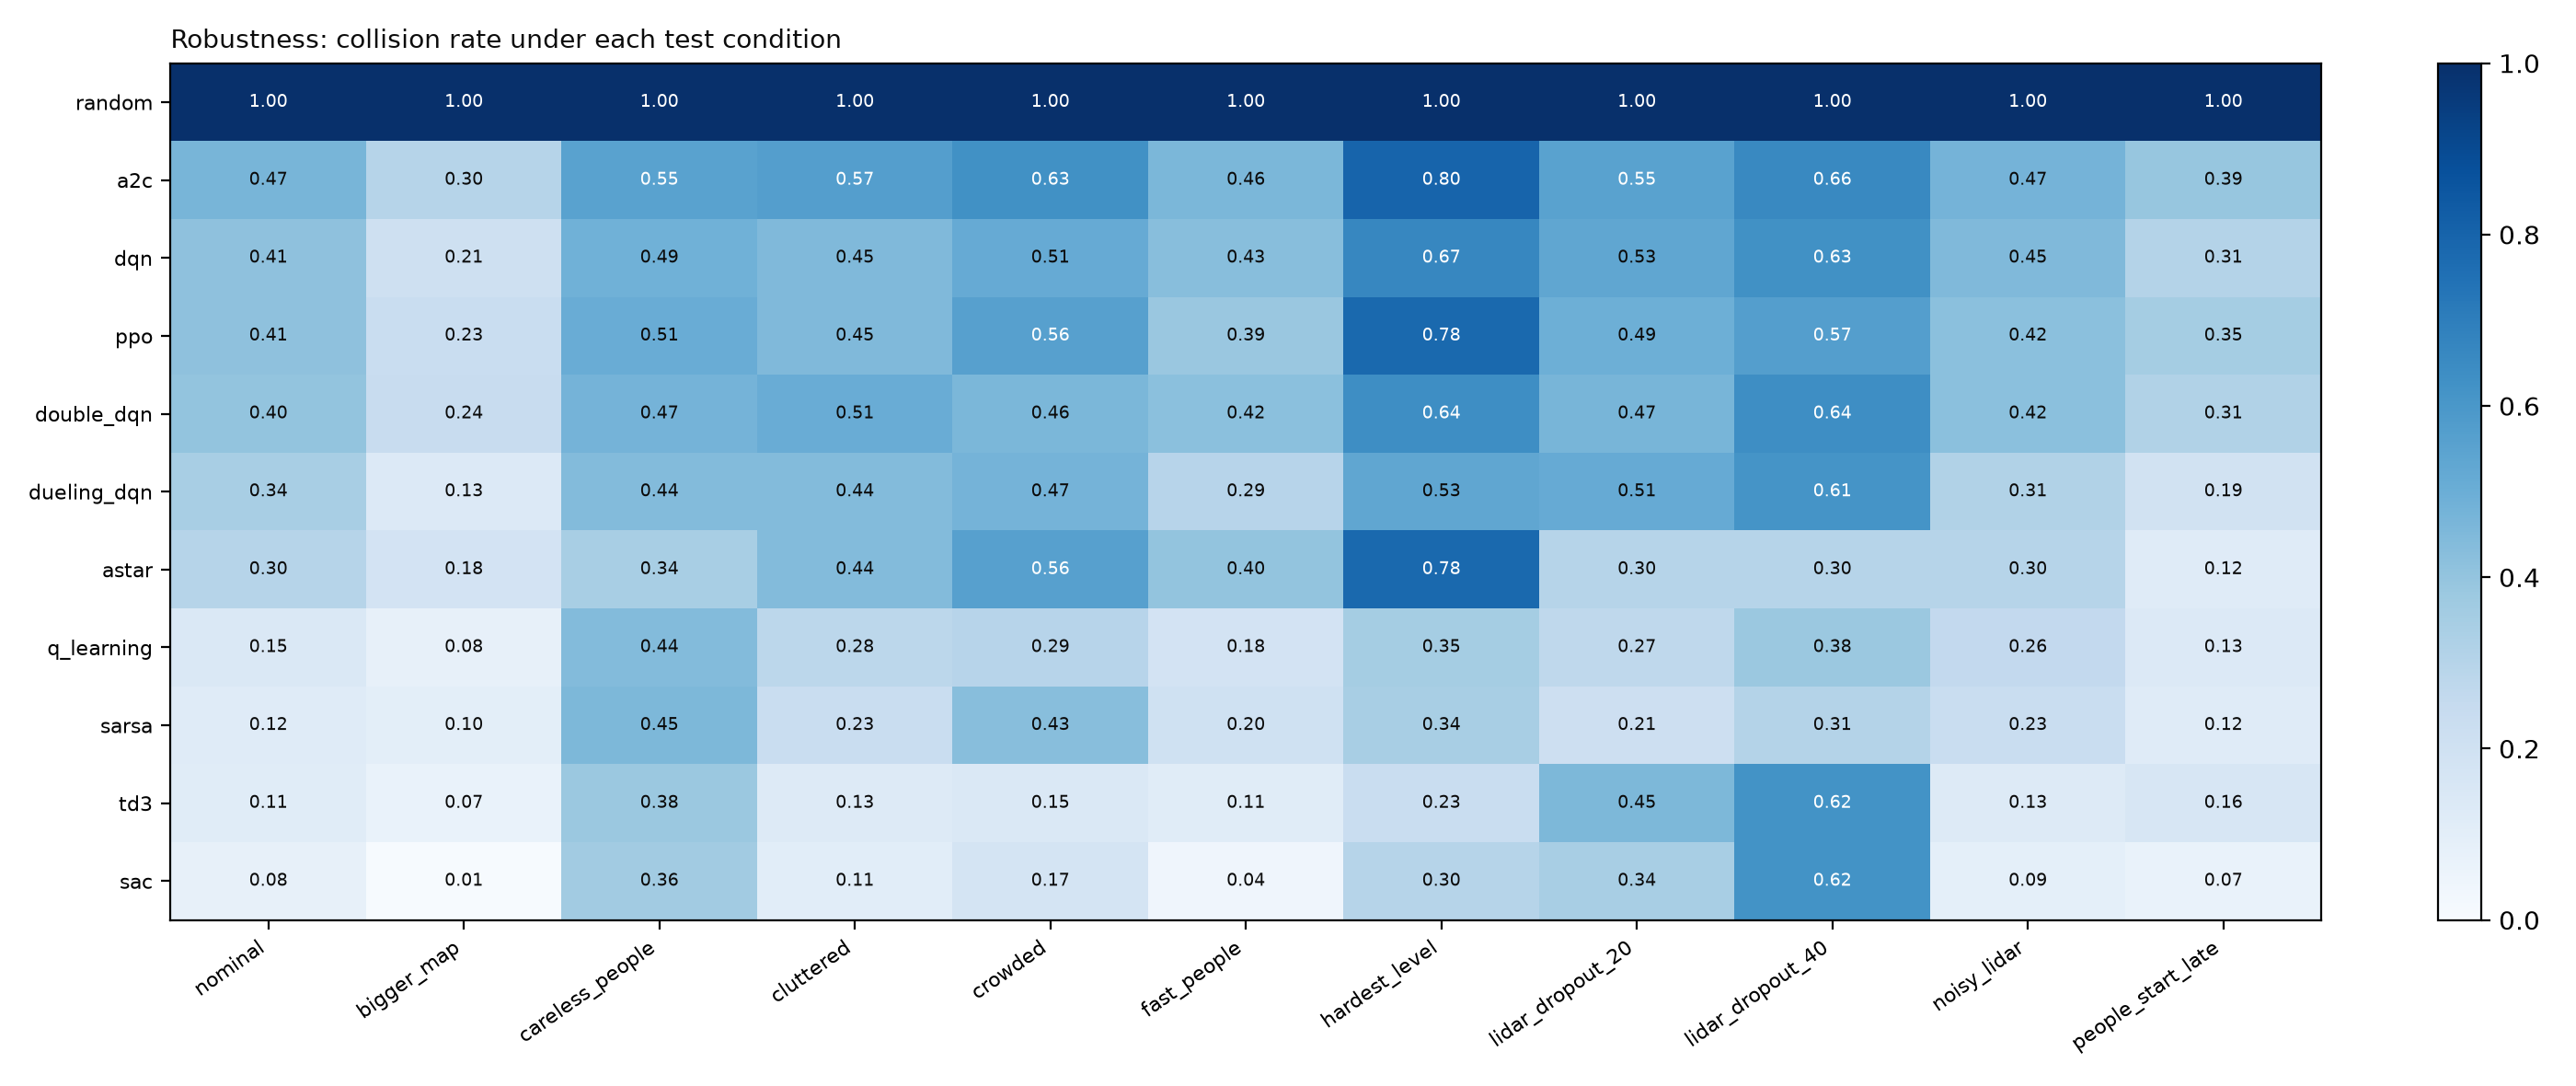 Robustness: collision rate under each test condition
random 1.00 1.00 1.00 1.00 1.00 1.00 1.00 1.00 1.00 1.00 1.00
a2c 0.47 0.30 0.55 0.57 0.63 0.46 0.80 0.55 0.66 0.47 0.39
dqn 0.41 0.21 0.49 0.45 0.51 0.43 0.67 0.53 0.63 0.45 0.31
ppo 0.41 0.23 0.51 0.45 0.56 0.39 0.78 0.49 0.57 0.42 0.35
double_dqn 0.40 0.24 0.47 0.51 0.46 0.42 0.64 0.47 0.64 0.42 0.31
dueling_dqn 0.34 0.13 0.44 0.44 0.47 0.29 0.53 0.51 0.61 0.31 0.19
astar 0.30 0.18 0.34 0.44 0.56 0.40 0.78 0.30 0.30 0.30 0.12
q_learning 0.15 0.08 0.44 0.28 0.29 0.18 0.35 0.27 0.38 0.26 0.13
sarsa 0.12 0.10 0.45 0.23 0.43 0.20 0.34 0.21 0.31 0.23 0.12
td3 0.11 0.07 0.38 0.13 0.15 0.11 0.23 0.45 0.62 0.13 0.16
sac 0.08 0.01 0.36 0.11 0.17 0.04 0.30 0.34 0.62 0.09 0.07
nominal bigger_map careless_people cluttered crowded fast_people hardest_level lidar_dropout_20 lidar_dropout_40 noisy_lidar people_start_late
1.0
0.8
0.6
0.4
0.2
0.0